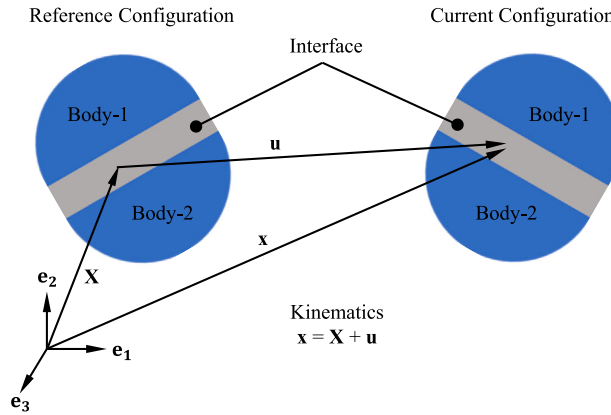 Reference Configuration
Current Configuration
Interface
Body-1
Body-2
Body-1
Body-2
u
x
X
e₂
e₁
e₃
Kinematics
x = X + u